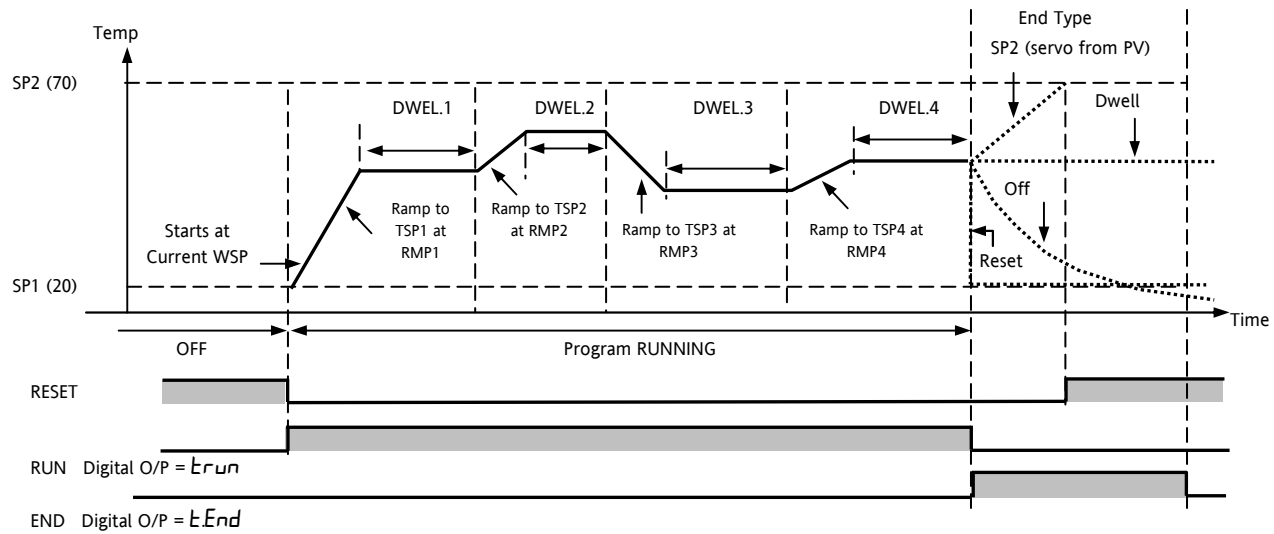 End Type
Temp
SP2 (servo from PV)
SP2 (70)
DWEL.1
DWEL.2
DWEL.3
DWEL.4
Dwell
Starts at
Current WSP
Ramp to
TSP1 at
RMP1
Ramp to TSP2
at RMP2
Ramp to TSP3 at
RMP3
Ramp to TSP4 at
RMP4
Off
Reset
SP1 (20)
Time
OFF
Program RUNNING
RESET
RUN Digital O/P = trun
END Digital O/P = t.End